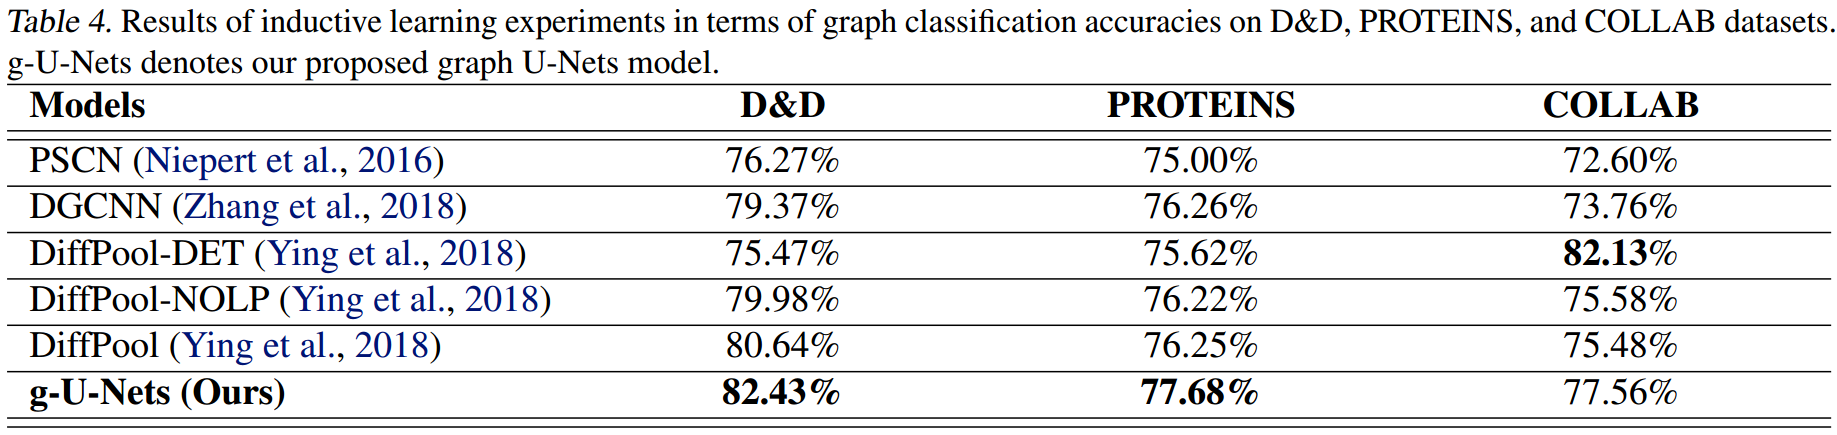 Table 4. Results of inductive learning experiments in terms of graph classification accuracies on D&D, PROTEINS, and COLLAB datasets.
g-U-Nets denotes our proposed graph U-Nets model.
Models D&D PROTEINS COLLAB
PSCN (Niepert et al., 2016) 76.27% 75.00% 72.60%
DGCNN (Zhang et al., 2018) 79.37% 76.26% 73.76%
DiffPool-DET (Ying et al., 2018) 75.47% 75.62% 82.13%
DiffPool-NOLP (Ying et al., 2018) 79.98% 76.22% 75.58%
DiffPool (Ying et al., 2018) 80.64% 76.25% 75.48%
g-U-Nets (Ours) 82.43% 77.68% 77.56%